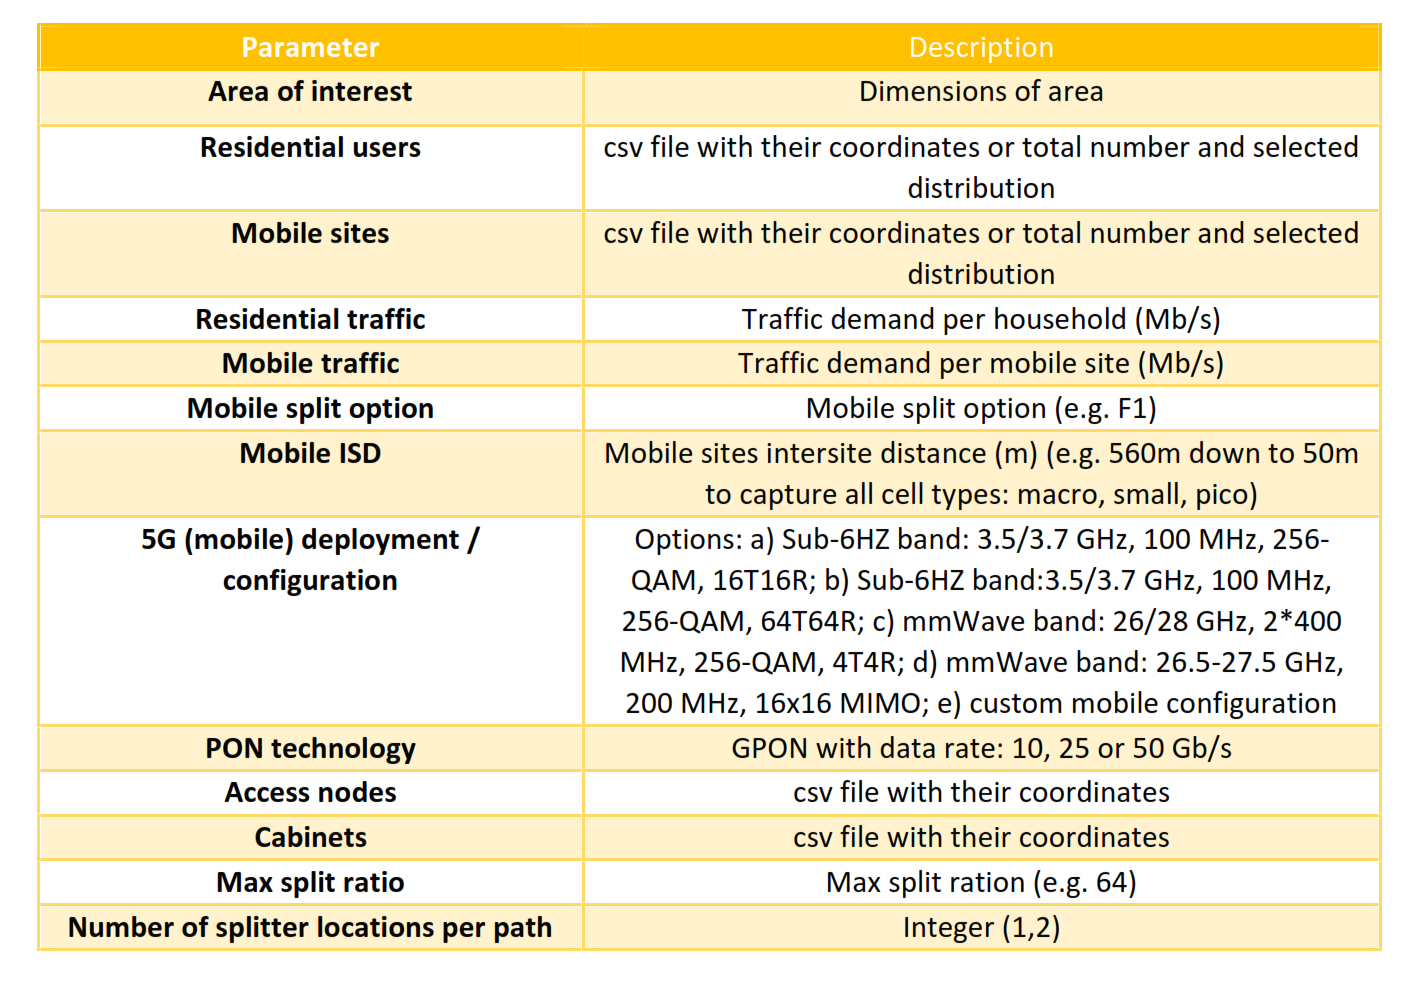 Parameter
Description
Area of interest
Dimensions of area
Residential users
csv file with their coordinates or total number and selected
distribution
Mobile sites
csv file with their coordinates or total number and selected
distribution
Residential traffic
Traffic demand per household (Mb/s)
Mobile traffic
Traffic demand per mobile site (Mb/s)
Mobile split option
Mobile split option (e.g. F1)
Mobile ISD
Mobile sites intersite distance (m) (e.g. 560m down to 50m
to capture all cell types: macro, small, pico)
5G (mobile) deployment /
configuration
Options: a) Sub-6HZ band: 3.5/3.7 GHz, 100 MHz, 256-
QAM, 16T16R; b) Sub-6HZ band:3.5/3.7 GHz, 100 MHz,
256-QAM, 64T64R; c) mmWave band: 26/28 GHz, 2*400
MHz, 256-QAM, 4T4R; d) mmWave band: 26.5-27.5 GHz,
200 MHz, 16x16 MIMO; e) custom mobile configuration
PON technology
GPON with data rate: 10, 25 or 50 Gb/s
Access nodes
csv file with their coordinates
Cabinets
csv file with their coordinates
Max split ratio
Max split ration (e.g. 64)
Number of splitter locations per path
Integer (1,2)